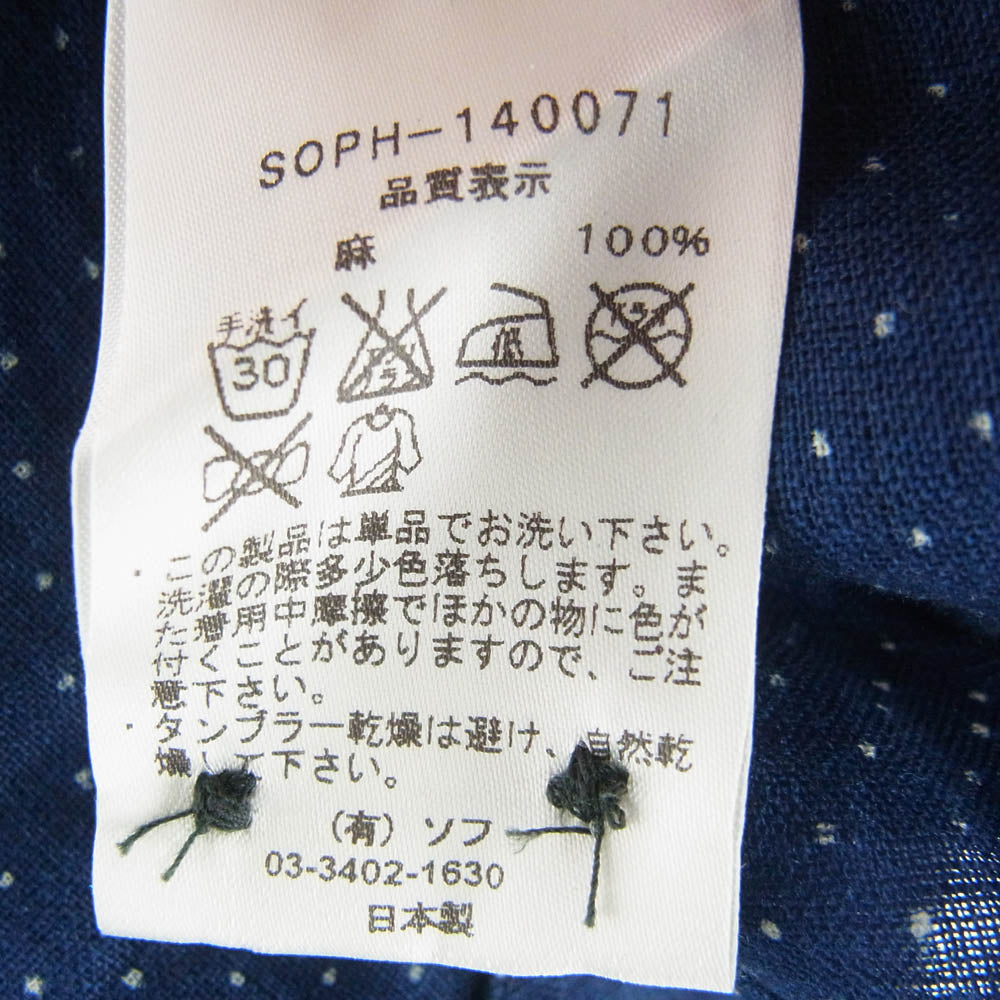 SOPH-140071
品質表示
麻 100%
手洗イ
30
低
この製品は単品でお洗い下さい。
洗濯の際多少色落ちします。ま
た着用中摩擦でほかの物に色が
付くことがありますので、ご注
意下さい。
タンブラー乾燥は避け、自然乾
燥して下さい。
(有)ソフ
03-3402-1630
日本製